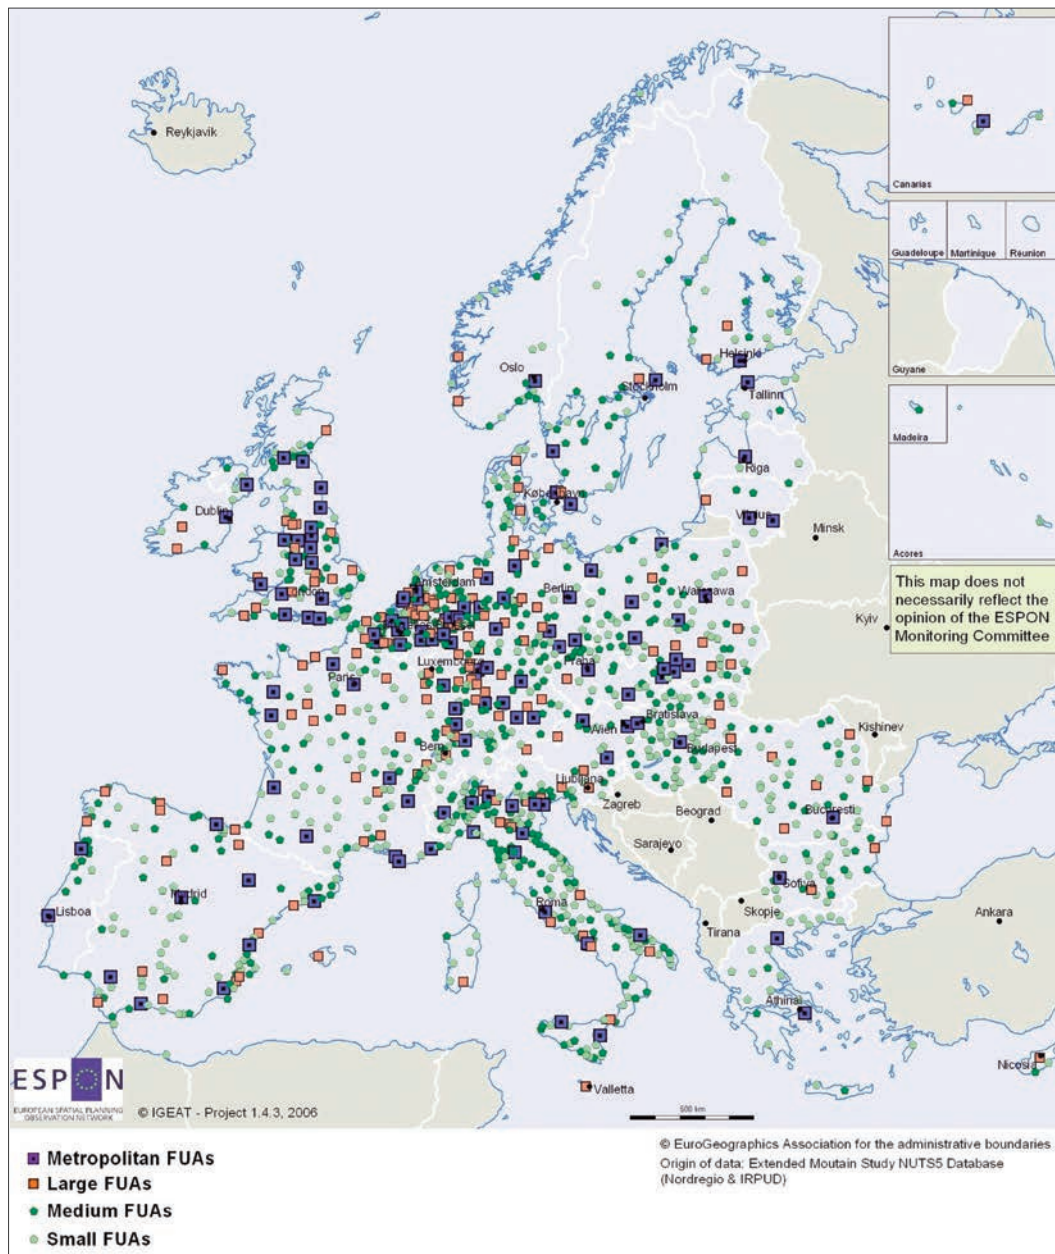 Reykjavik
Canarias
Guadeloupe
Martinique
Reunion
Guyane
Madeira
Acores
Oslo
Helsinki
Stockholm
Tallinn
Riga
København
Dublin
Vilnius
Minsk
This map does not
necessarily reflect the
opinion of the ESPON
Monitoring Committee
Amsterdam
London
Berlin
Warszawa
Kyiv
Luxembourg
Praha
Paris
Kishinev
Wien
Bratislava
Budapest
Bern
Ljubljana
Zagreb
Beograd
Bucuresti
Sarajevo
Madrid
Sofiya
Lisboa
Roma
Skopje
Ankara
Tirana
Athinai
Nicosia
Valletta
ESPON
EUROPEAN SPATIAL PLANNING
OBSERVATION NETWORK
© IGEAT - Project 1.4.3, 2006
500 km
© EuroGeographics Association for the administrative boundaries
Origin of data: Extended Moutain Study NUTS5 Database
(Nordregio & IRPUD)
Metropolitan FUAs
Large FUAs
Medium FUAs
Small FUAs